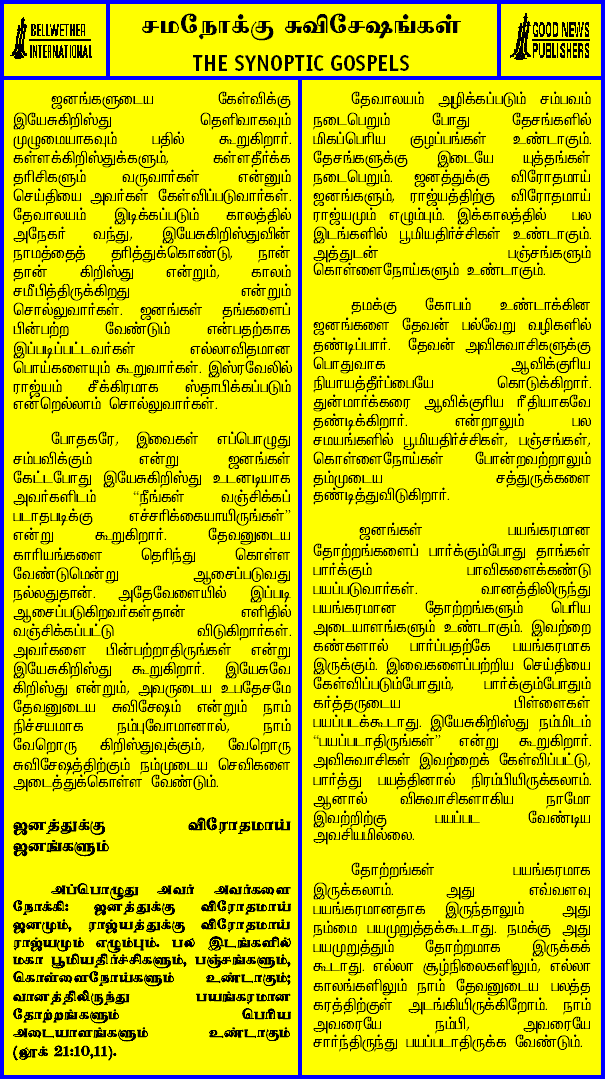 BELLWETHER
INTERNATIONAL
சமநோக்கு சுவிசேஷங்கள்
THE SYNOPTIC GOSPELS
GOOD NEWS
PUBLISHERS
ஜனங்களுடைய கேள்விக்கு
இயேசுகிறிஸ்து தெளிவாகவும்
முழுமையாகவும் பதில் கூறுகிறார்.
கள்ளக்கிறிஸ்துக்களும், கள்ளதீர்க்க
தரிசிகளும் வருவார்கள் என்னும்
செய்தியை அவர்கள் கேள்விப்படுவார்கள்.
தேவாலயம் இடிக்கப்படும் காலத்தில்
அநேகர் வந்து, இயேசுகிறிஸ்துவின்
நாமத்தைத் தரித்துக்கொண்டு, நான்
தான் கிறிஸ்து என்றும், காலம்
சமீபித்திருக்கிறது என்றும்
சொல்லுவார்கள். ஜனங்கள் தங்களைப்
பின்பற்ற வேண்டும் என்பதற்காக
இப்படிப்பட்டவர்கள் எல்லாவிதமான
பொய்களையும் கூறுவார்கள். இஸ்ரவேலில்
ராஜ்யம் சீக்கிரமாக ஸ்தாபிக்கப்படும்
என்றெல்லாம் சொல்லுவார்கள்.
போதகரே, இவைகள் எப்பொழுது
சம்பவிக்கும் என்று ஜனங்கள்
கேட்டபோது இயேசுகிறிஸ்து உடனடியாக
அவர்களிடம் “நீங்கள் வஞ்சிக்கப்
படாதபடிக்கு எச்சரிக்கையாயிருங்கள்”
என்று கூறுகிறார். தேவனுடைய
காரியங்களை தெரிந்து கொள்ள
வேண்டுமென்று ஆசைப்படுவது
நல்லதுதான். அதேவேளையில் இப்படி
ஆசைப்படுகிறவர்கள்தான் எளிதில்
வஞ்சிக்கப்பட்டு விடுகிறார்கள்.
அவர்களை பின்பற்றாதிருங்கள் என்று
இயேசுகிறிஸ்து கூறுகிறார். இயேசுவே
கிறிஸ்து என்றும், அவருடைய உபதேசமே
தேவனுடைய சுவிசேஷம் என்றும் நாம்
நிச்சயமாக நம்புவோமானால், நாம்
வேறொரு கிறிஸ்துவுக்கும், வேறொரு
சுவிசேஷத்திற்கும் நம்முடைய செவிகளை
அடைத்துக்கொள்ள வேண்டும்.
ஜனத்துக்கு விரோதமாய்
ஜனங்களும்
அப்பொழுது அவர் அவர்களை
நோக்கி: ஜனத்துக்கு விரோதமாய்
ஜனமும், ராஜ்யத்துக்கு விரோதமாய்
ராஜ்யமும் எழும்பும். பல இடங்களில்
மகா பூமியதிர்ச்சிகளும், பஞ்சங்களும்,
கொள்ளைநோய்களும் உண்டாகும்;
வானத்திலிருந்து பயங்கரமான
தோற்றங்களும் பெரிய
அடையாளங்களும் உண்டாகும்
(லூக் 21:10,11).
தேவாலயம் அழிக்கப்படும் சம்பவம்
நடைபெறும் போது தேசங்களில்
மிகப்பெரிய குழப்பங்கள் உண்டாகும்.
தேசங்களுக்கு இடையே யுத்தங்கள்
நடைபெறும். ஜனத்துக்கு விரோதமாய்
ஜனங்களும், ராஜ்யத்திற்கு விரோதமாய்
ராஜ்யமும் எழும்பும். இக்காலத்தில் பல
இடங்களில் பூமியதிர்ச்சிகள் உண்டாகும்.
அத்துடன் பஞ்சங்களும்
கொள்ளைநோய்களும் உண்டாகும்.
தமக்கு கோபம் உண்டாக்கின
ஜனங்களை தேவன் பல்வேறு வழிகளில்
தண்டிப்பார். தேவன் அவிசுவாசிகளுக்கு
பொதுவாக ஆவிக்குரிய
நியாயத்தீர்ப்பையே கொடுக்கிறார்.
துன்மார்க்கரை ஆவிக்குரிய ரீதியாகவே
தண்டிக்கிறார். என்றாலும் பல
சமயங்களில் பூமியதிர்ச்சிகள், பஞ்சங்கள்,
கொள்ளைநோய்கள் போன்றவற்றாலும்
தம்முடைய சத்துருக்களை
தண்டித்துவிடுகிறார்.
ஜனங்கள் பயங்கரமான
தோற்றங்களைப் பார்க்கும்போது தாங்கள்
பார்க்கும் பாவிகளைக்கண்டு
பயப்படுவார்கள். வானத்திலிருந்து
பயங்கரமான தோற்றங்களும் பெரிய
அடையாளங்களும் உண்டாகும். இவற்றை
கண்களால் பார்ப்பதற்கே பயங்கரமாக
இருக்கும். இவைகளைப்பற்றிய செய்தியை
கேள்விப்படும்போதும், பார்க்கும்போதும்
கர்த்தருடைய பிள்ளைகள்
பயப்படக்கூடாது. இயேசுகிறிஸ்து நம்மிடம்
“பயப்படாதிருங்கள்” என்று கூறுகிறார்.
அவிசுவாசிகள் இவற்றைக் கேள்விப்பட்டு,
பார்த்து பயத்தினால் நிரம்பியிருக்கலாம்.
ஆனால் விசுவாசிகளாகிய நாமோ
இவற்றிற்கு பயப்பட வேண்டிய
அவசியமில்லை.
தோற்றங்கள் பயங்கரமாக
இருக்கலாம். அது எவ்வளவு
பயங்கரமானதாக இருந்தாலும் அது
நம்மை பயமுறுத்தக்கூடாது. நமக்கு அது
பயமுறுத்தும் தோற்றமாக இருக்கக்
கூடாது. எல்லா சூழ்நிலைகளிலும், எல்லா
காலங்களிலும் நாம் தேவனுடைய பலத்த
கரத்திற்குள் அடங்கியிருக்கிறோம். நாம்
அவரையே நம்பி, அவரையே
சார்ந்திருந்து பயப்படாதிருக்க வேண்டும்.